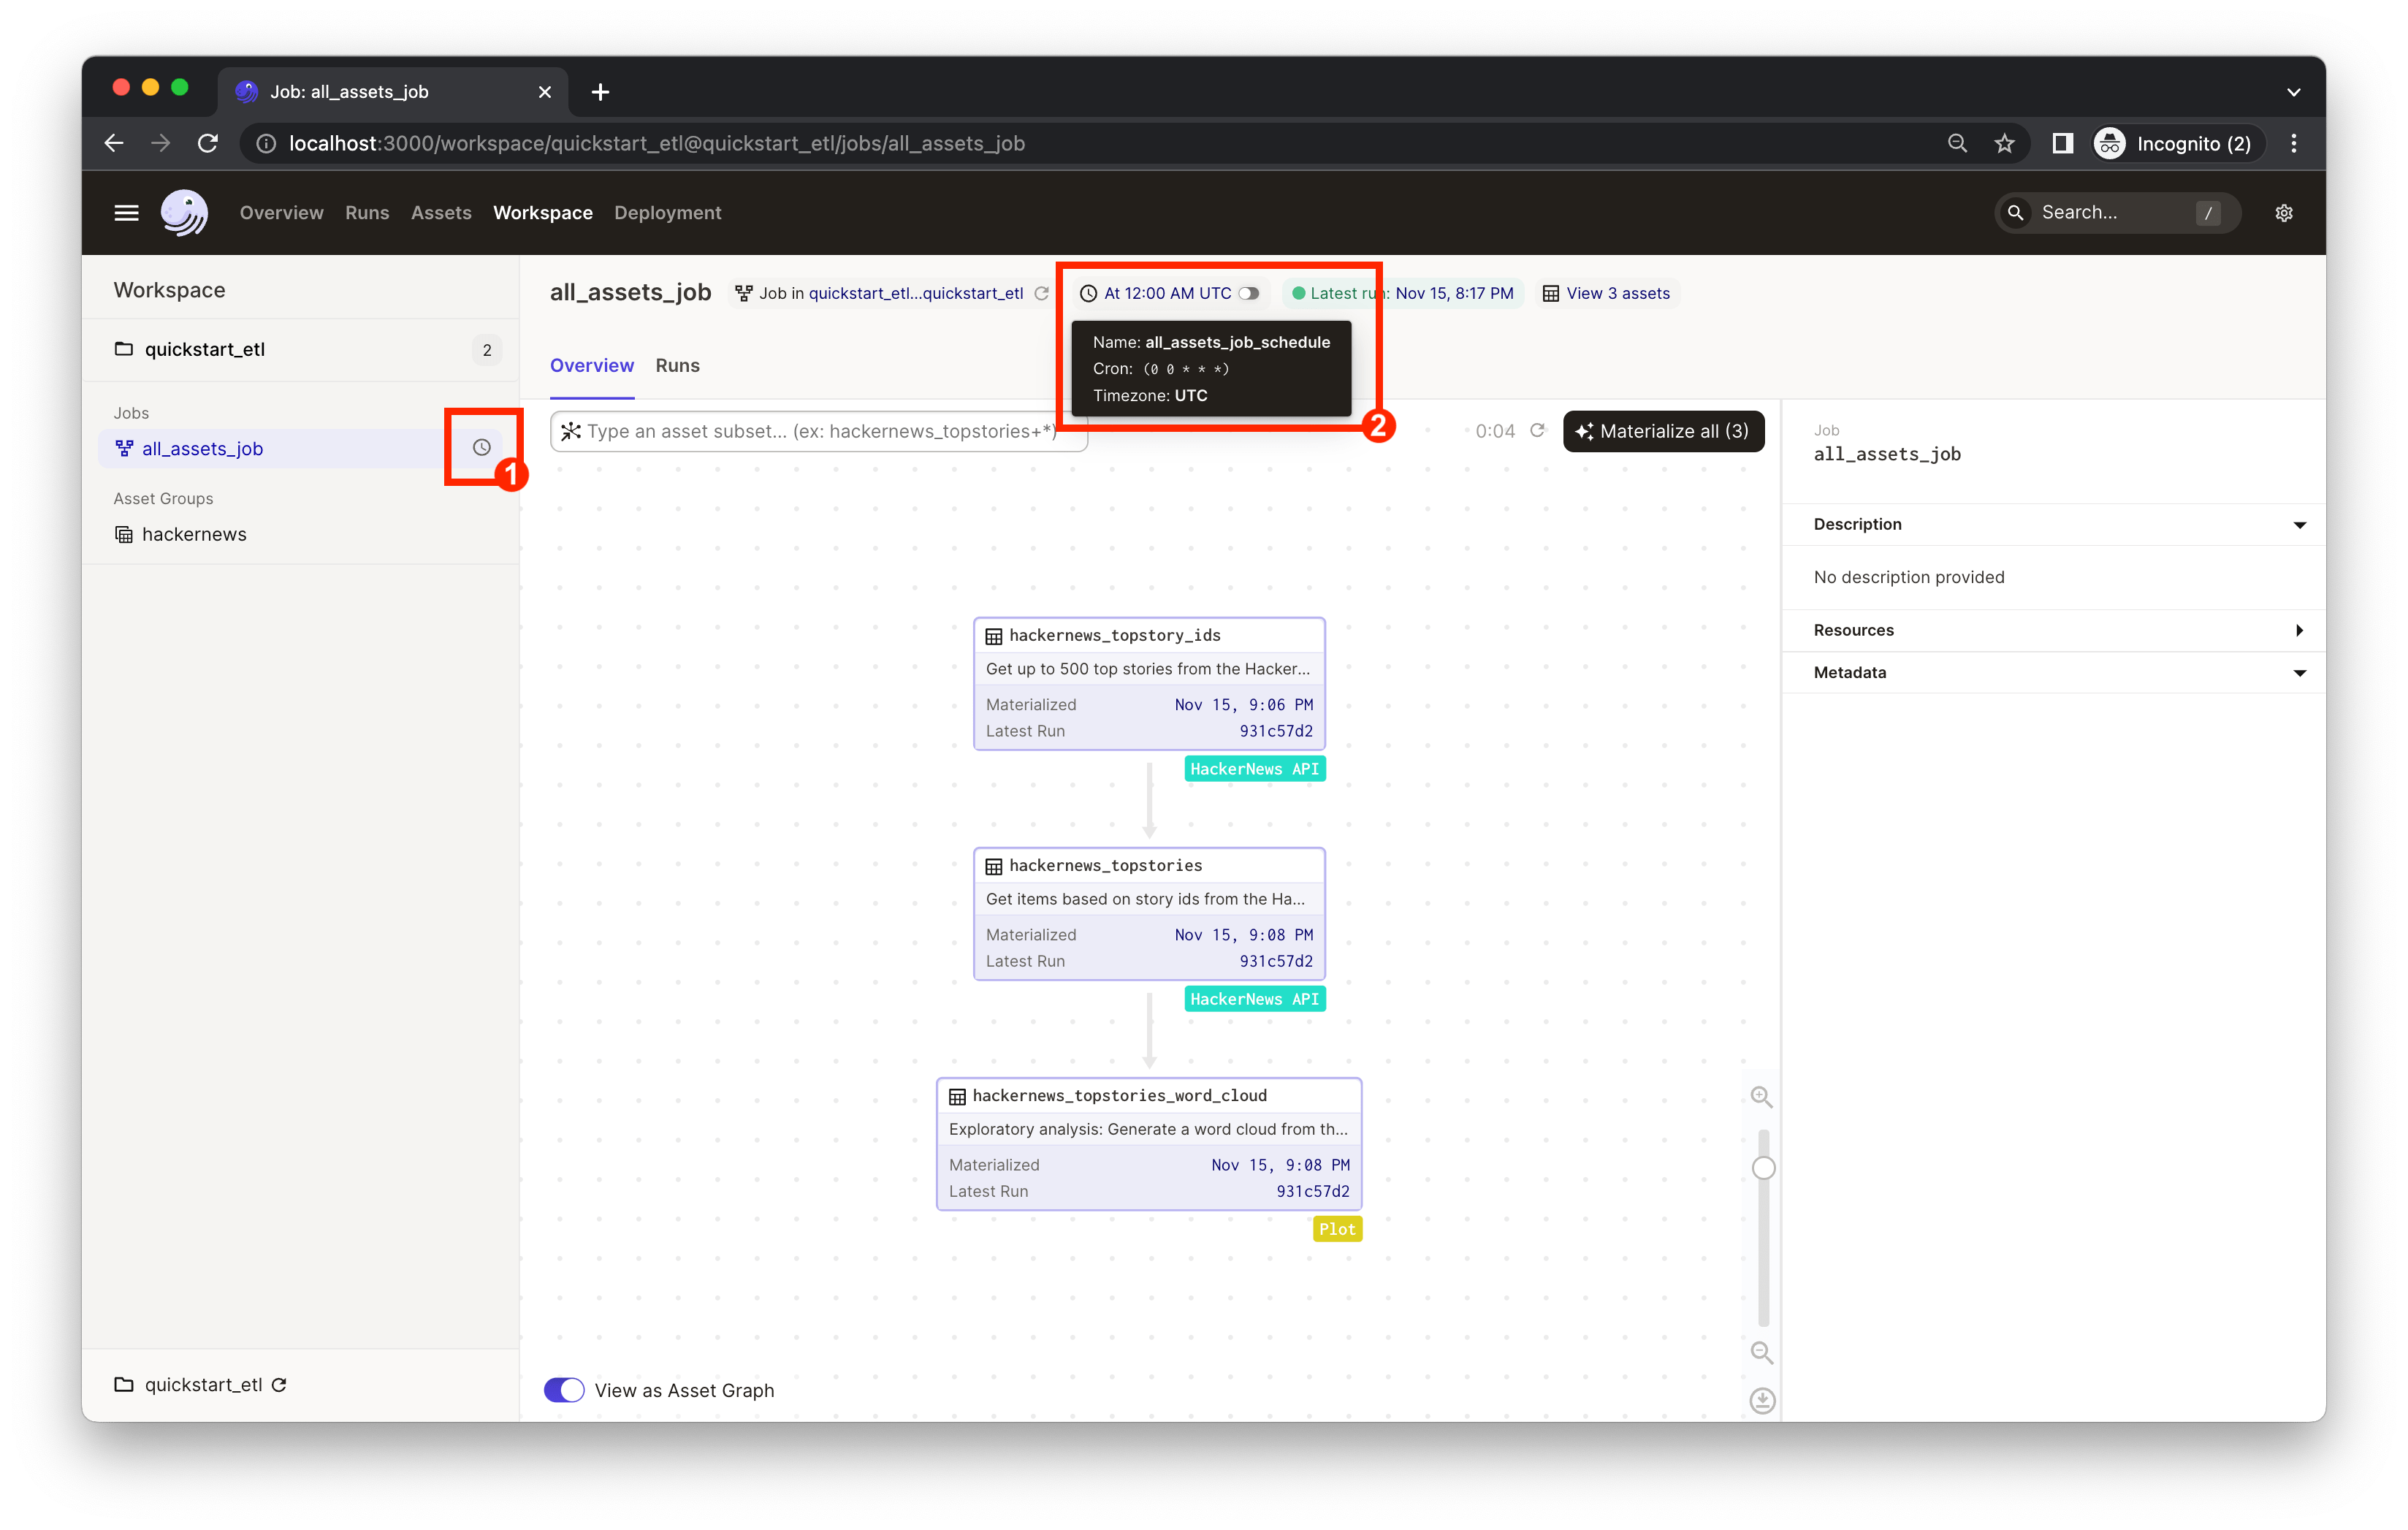 Job: all_assets_job
localhost:3000/workspace/quickstart_etl@quickstart_etl/jobs/all_assets_job
Incognito (2)
Overview Runs Assets Workspace Deployment
Search... /
Workspace
quickstart_etl 2
Jobs
all_assets_job
1
Asset Groups
hackernews
quickstart_etl
all_assets_job Job in quickstart_etl...quickstart_etl At 12:00 AM UTC Latest run: Nov 15, 8:17 PM View 3 assets
Name: all_assets_job_schedule
Cron: (0 0 * * *)
Timezone: UTC
2
Overview Runs
Type an asset subset... (ex: hackernews_topstories+*)
0:04 Materialize all (3)
hackernews_topstory_ids
Get up to 500 top stories from the Hacker...
Materialized Nov 15, 9:06 PM
Latest Run 931c57d2
HackerNews API
hackernews_topstories
Get items based on story ids from the Ha...
Materialized Nov 15, 9:08 PM
Latest Run 931c57d2
HackerNews API
hackernews_topstories_word_cloud
Exploratory analysis: Generate a word cloud from th...
Materialized Nov 15, 9:08 PM
Latest Run 931c57d2
Plot
View as Asset Graph
Job
all_assets_job
Description
No description provided
Resources
Metadata